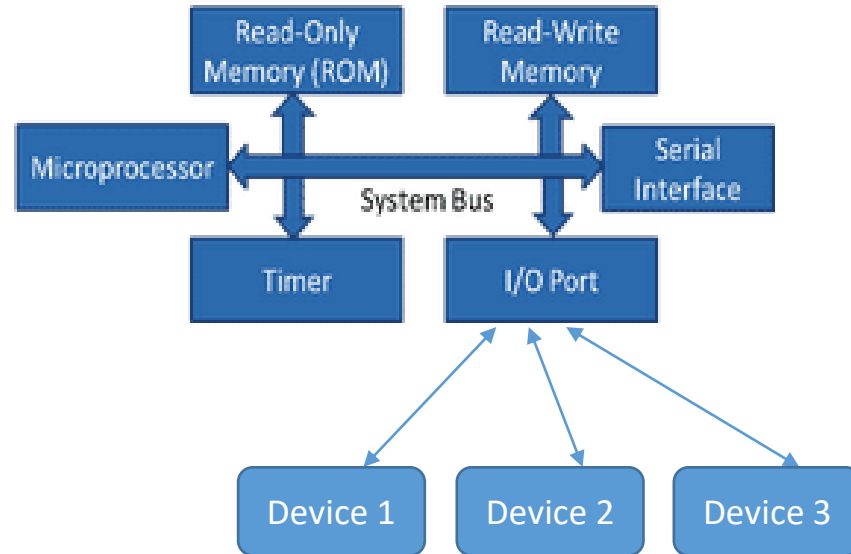 Read-Only
Memory (ROM)
Read-Write
Memory
Microprocessor
Serial
Interface
System Bus
Timer
I/O Port
Device 1
Device 2
Device 3